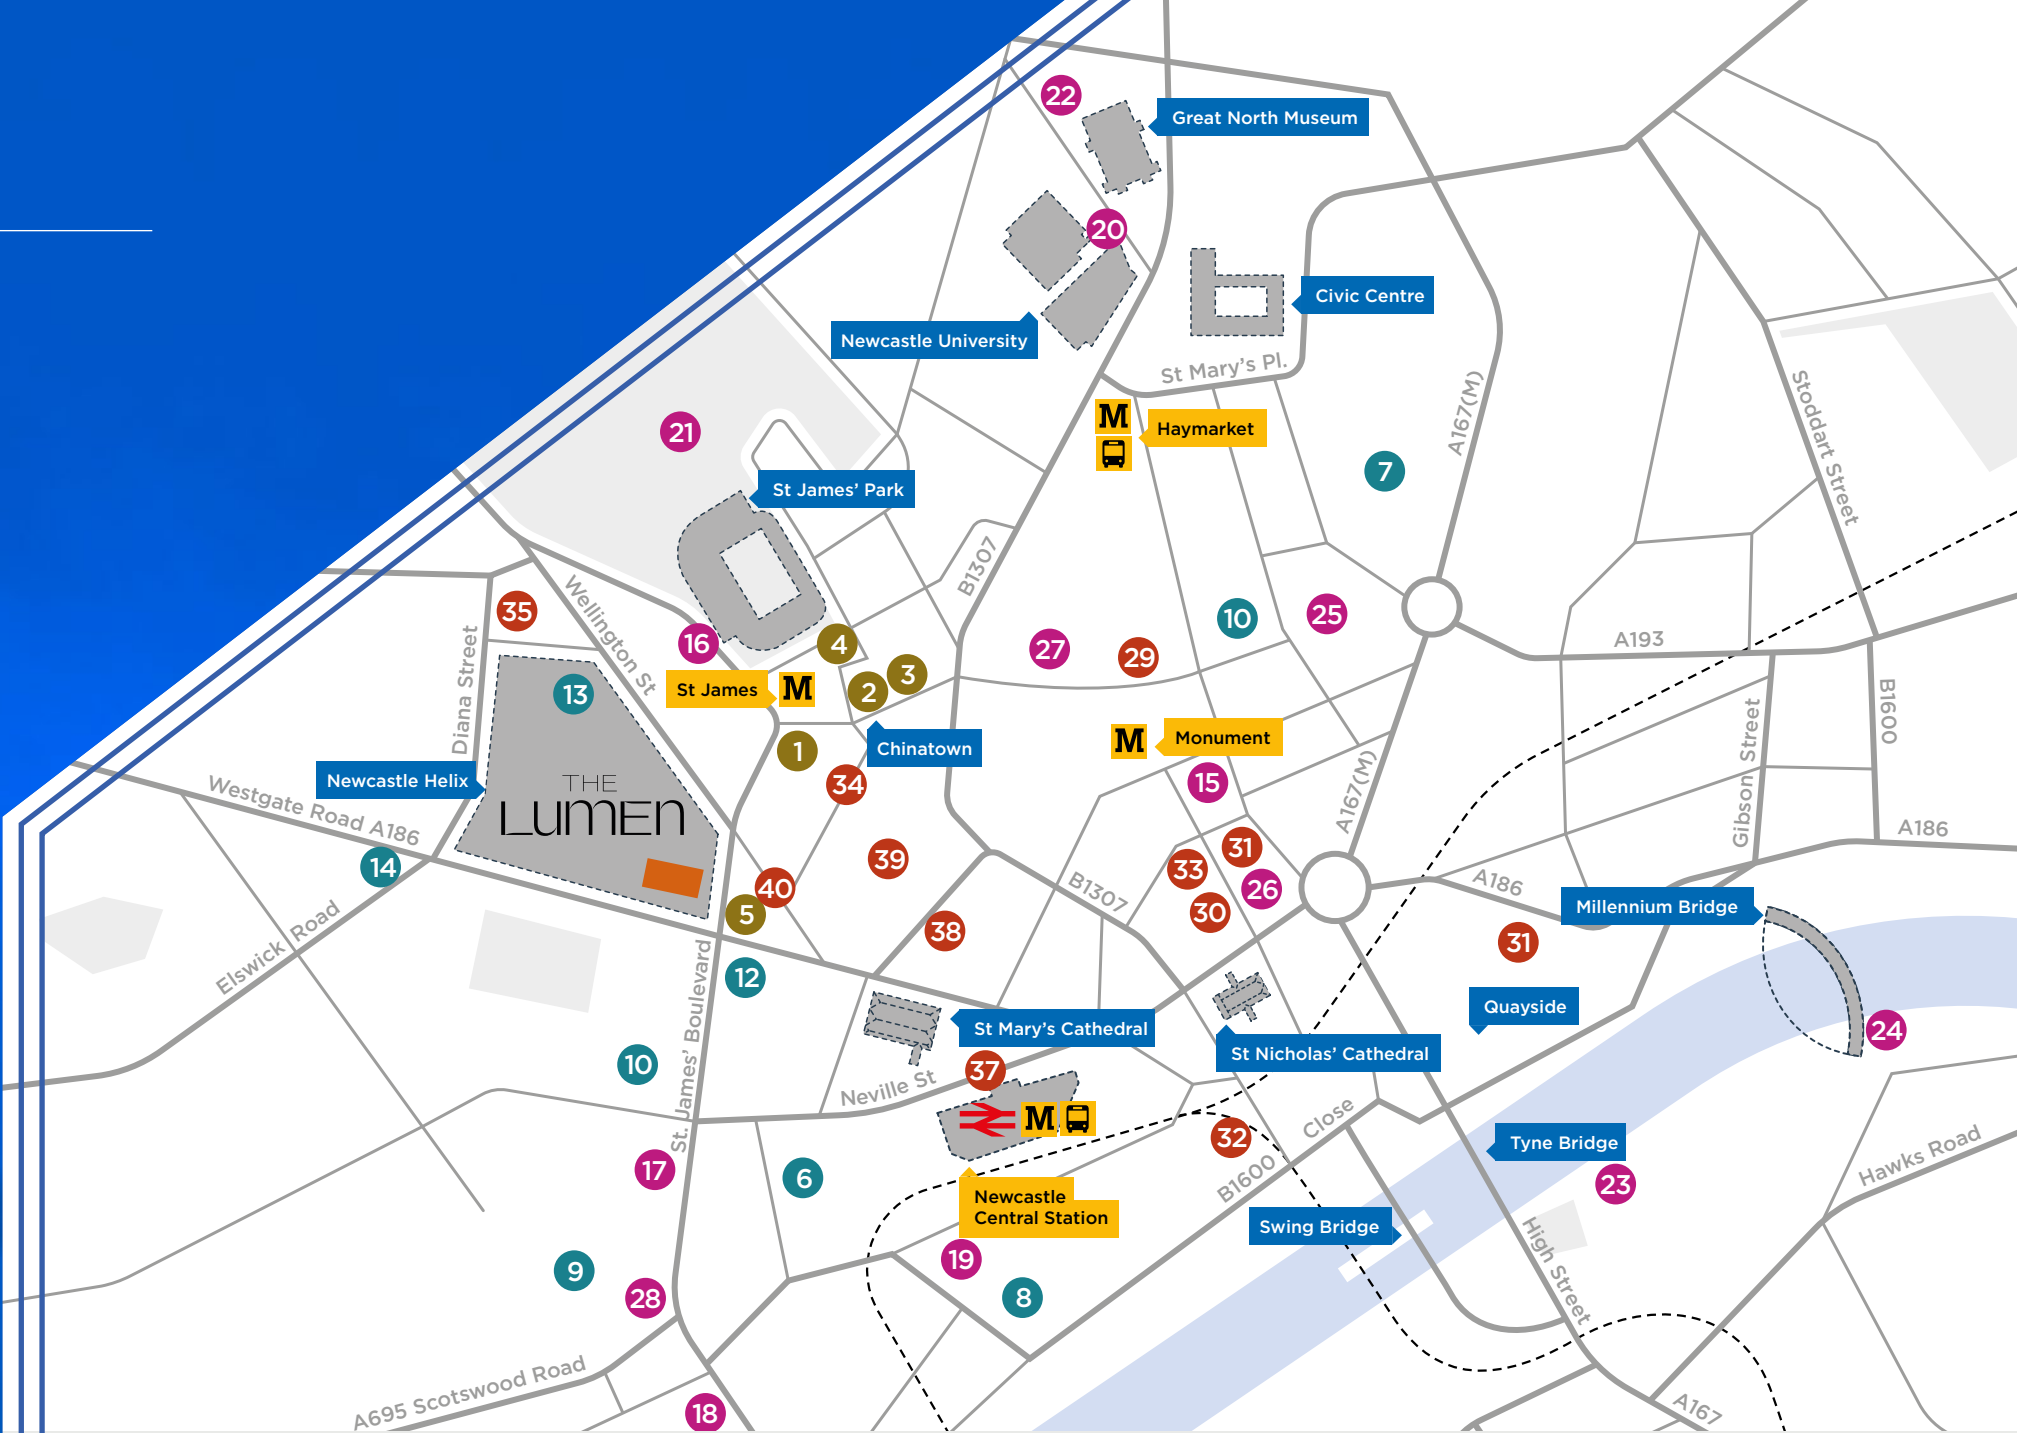 22
Great North Museum
20
Civic Centre
Newcastle University
St Mary's Pl.
A167(M)
Stoddart Street
M
Haymarket
21
7
St James' Park
B1307
Wellington St
35
16
4
3
2
27
29
10
25
A193
St James
M
13
Diana Street
1
Chinatown
M
Monument
15
B1600
Gibson Street
Newcastle Helix
THE
LUMEN
34
A167(M)
Westgate Road A186
14
39
40
5
31
33
26
30
B1307
A186
A186
Millennium Bridge
Elswick Road
38
31
12
St. James' Boulevard
Quayside
St Mary's Cathedral
St Nicholas' Cathedral
24
10
37
Neville St
M
32
Close
B1600
Tyne Bridge
Hawks Road
17
6
Newcastle
Central Station
23
Swing Bridge
High Street
19
9
28
8
A695 Scotswood Road
18
A167